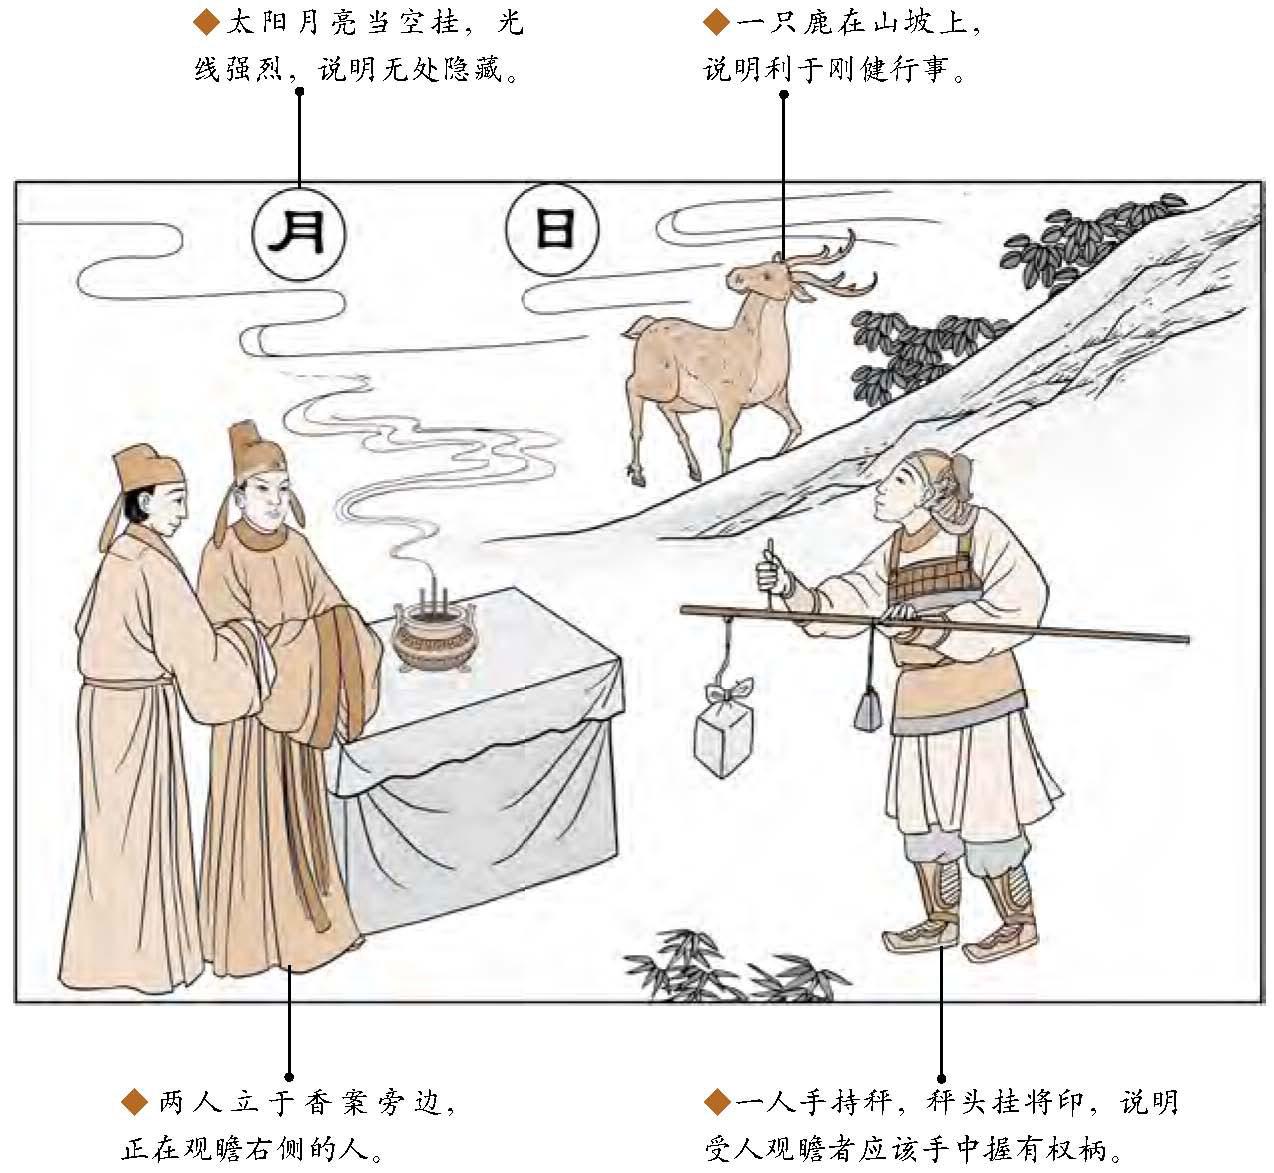 ◆太阳月亮当空挂，光
线强烈，说明无处隐藏。
◆一只鹿在山坡上，
说明利于刚健行事。
月
日
◆两人立于香案旁边，
正在观瞻右侧的人。
◆一人手持秤，秤头挂将印，说明
受人观瞻者应该手中握有权柄。